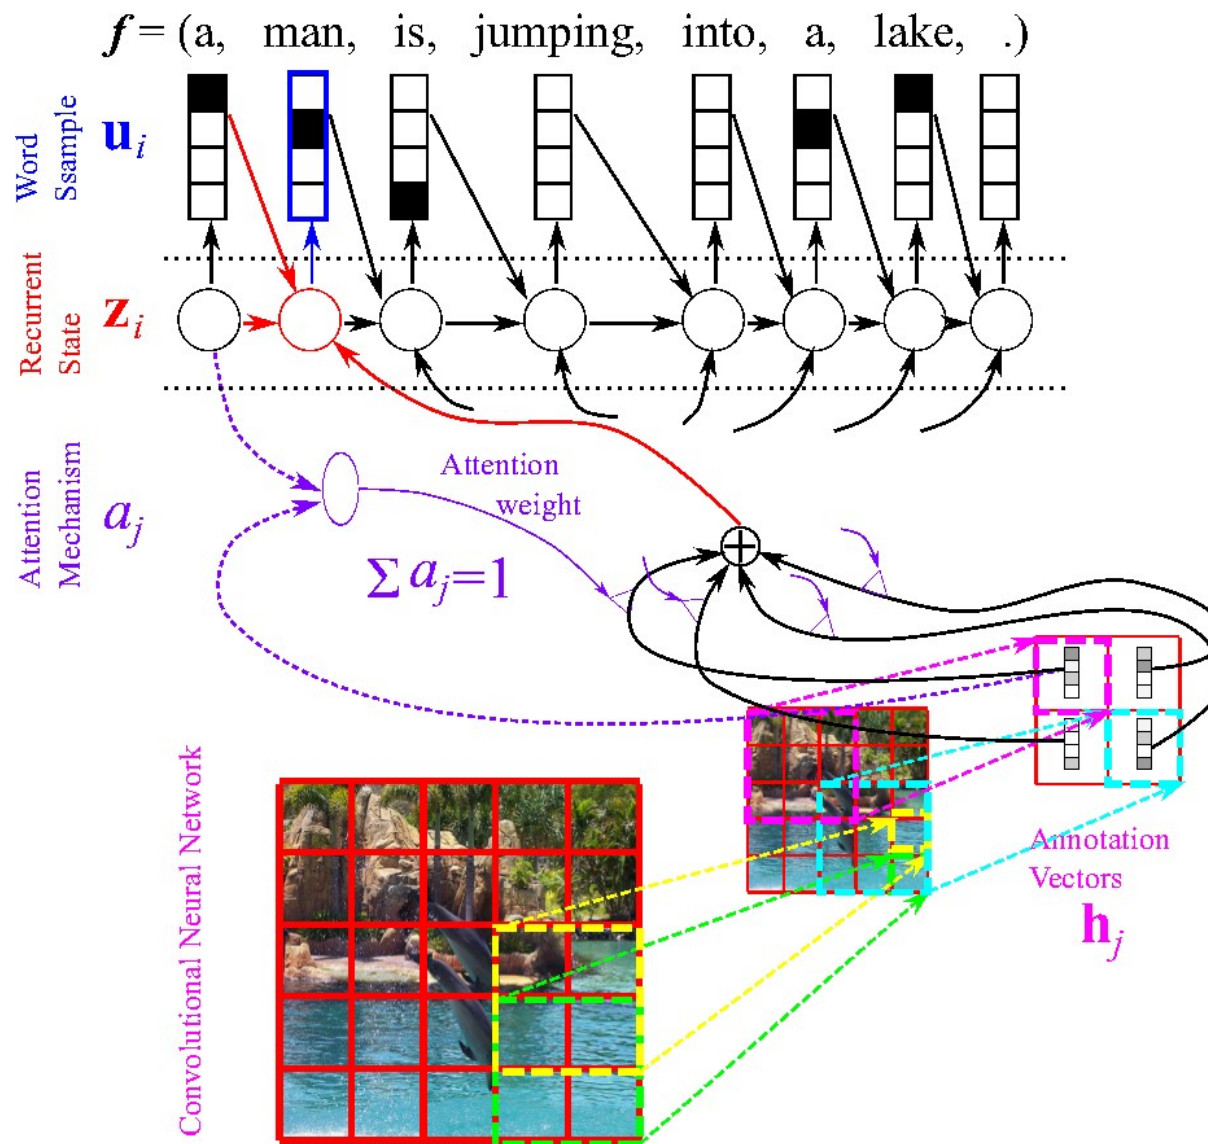 f = (a, man, is, jumping, into, a, lake, .)
Word
Ssample
u_i
Recurrent
State
z_i
Attention
Mechanism
a_j
Attention
weight
∑ a_j=1
Convolutional Neural Network
Annotation
Vectors
h_j